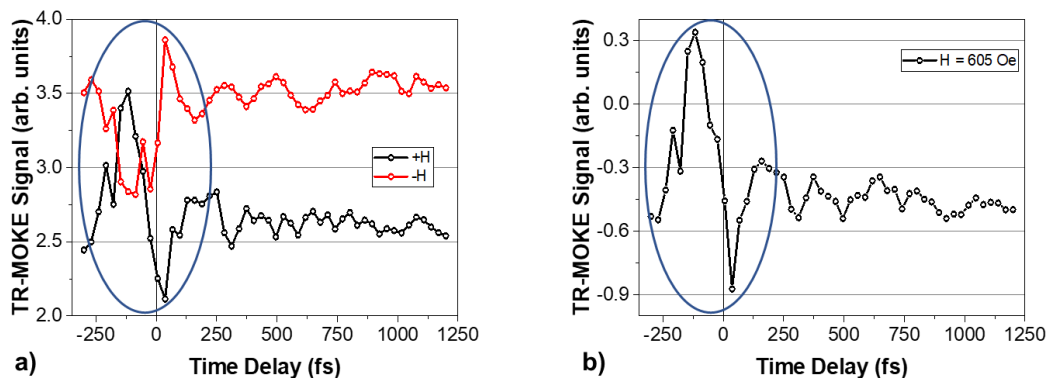 TR-MOKE Signal (arb. units)
4.0
3.5
3.0
2.5
2.0
+H
-H
-250 0 250 500 750 1000 1250
Time Delay (fs)
a)
TR-MOKE Signal (arb. units)
0.3
0.0
-0.3
-0.6
-0.9
H = 605 Oe
-250 0 250 500 750 1000 1250
Time Delay (fs)
b)